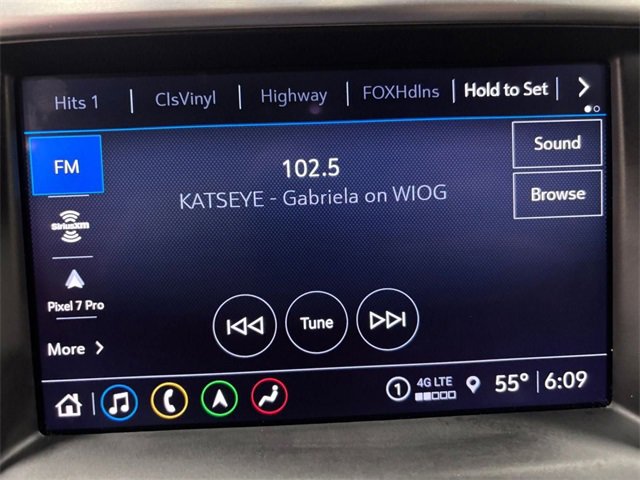 Hits 1 ClsVinyl Highway FOXHdlns Hold to Set
FM
102.5
Sound
KATSEYE - Gabriela on WIOG
Browse
SiriusXM
Pixel 7 Pro
Tune
More
1 4G LTE 55° 6:09